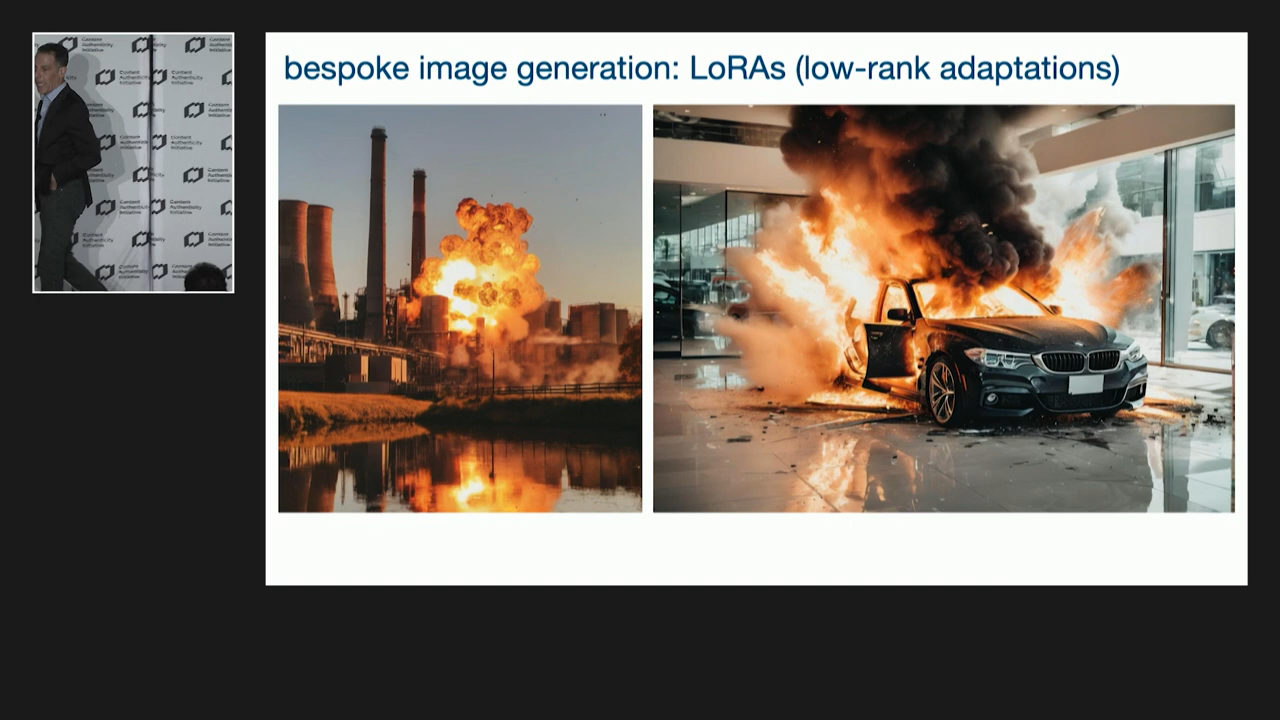 bespoke image generation: LoRAs (low-rank adaptations)
Content
Authenticity
Initiative